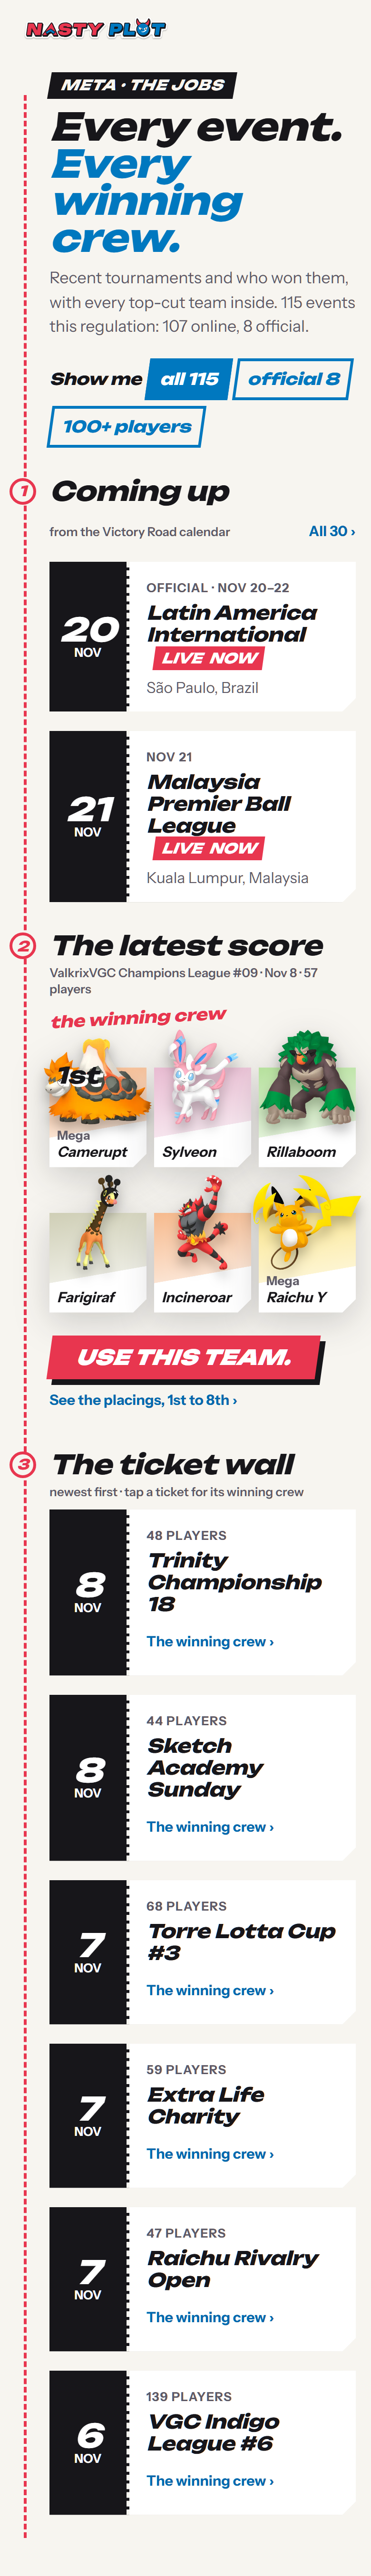 NASTY PLOT
META · THE JOBS
Every event.
Every
winning
crew.
Recent tournaments and who won them,
with every top-cut team inside. 115 events
this regulation: 107 online, 8 official.
Show me
all 115
official 8
100+ players
1
Coming up
from the Victory Road calendar
All 30 ›
20
NOV
OFFICIAL · NOV 20–22
Latin America
International
LIVE NOW
São Paulo, Brazil
21
NOV
NOV 21
Malaysia
Premier Ball
League
LIVE NOW
Kuala Lumpur, Malaysia
2
The latest score
ValkrixVGC Champions League #09 · Nov 8 · 57
players
the winning crew
1st
Mega
Camerupt
Sylveon
Rillaboom
Farigiraf
Incineroar
Mega
Raichu Y
USE THIS TEAM.
See the placings, 1st to 8th ›
3
The ticket wall
newest first · tap a ticket for its winning crew
8
NOV
48 PLAYERS
Trinity
Championship
18
The winning crew ›
8
NOV
44 PLAYERS
Sketch
Academy
Sunday
The winning crew ›
7
NOV
68 PLAYERS
Torre Lotta Cup
#3
The winning crew ›
7
NOV
59 PLAYERS
Extra Life
Charity
The winning crew ›
7
NOV
47 PLAYERS
Raichu Rivalry
Open
The winning crew ›
6
NOV
139 PLAYERS
VGC Indigo
League #6
The winning crew ›